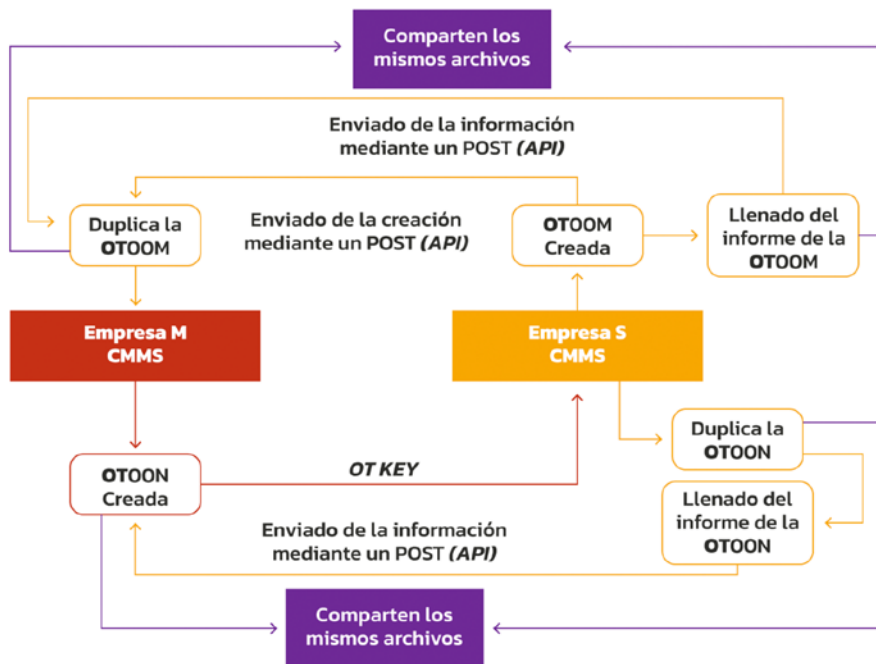 Comparten los
mismos archivos
Enviado de la información
mediante un POST (API)
Duplica la
OTOOM
Enviado de la creación
mediante un POST (API)
OTOOM
Creada
Llenado del
informe de la
OTOOM
Empresa M
CMMS
Empresa S
CMMS
Duplica la
OTOON
OTOON
Creada
OT KEY
Llenado del
informe de la
OTOON
Enviado de la información
mediante un POST (API)
Comparten los
mismos archivos